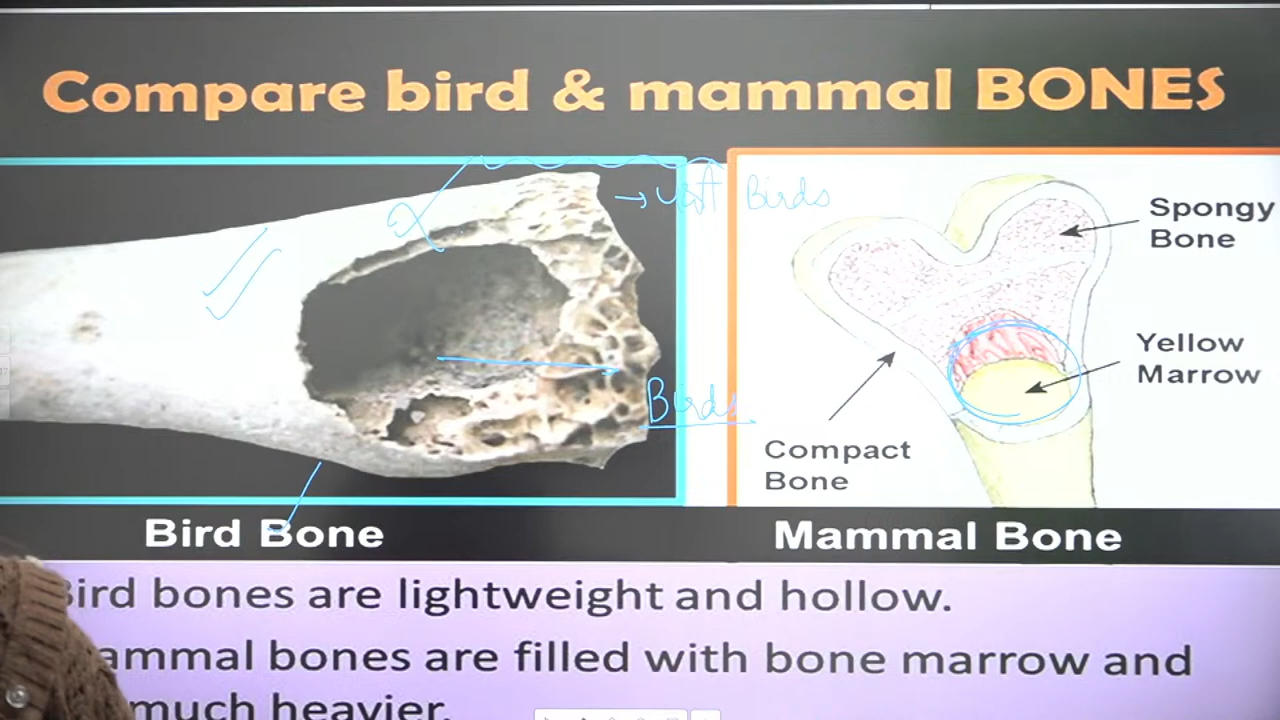 Compare bird & mammal BONES
Birds
Birds
Spongy
Bone
Yellow
Marrow
Compact
Bone
Bird Bone
Mammal Bone
Bird bones are lightweight and hollow.
ammal bones are filled with bone marrow and
much heavier.